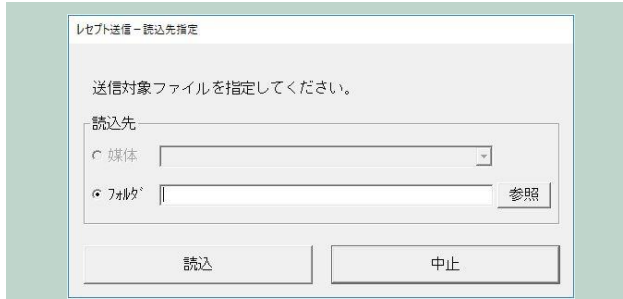 レセプト送信－読込先指定
送信対象ファイルを指定してください。
読込先
媒体
ﾌｫﾙﾀﾞ
参照
読込
中止